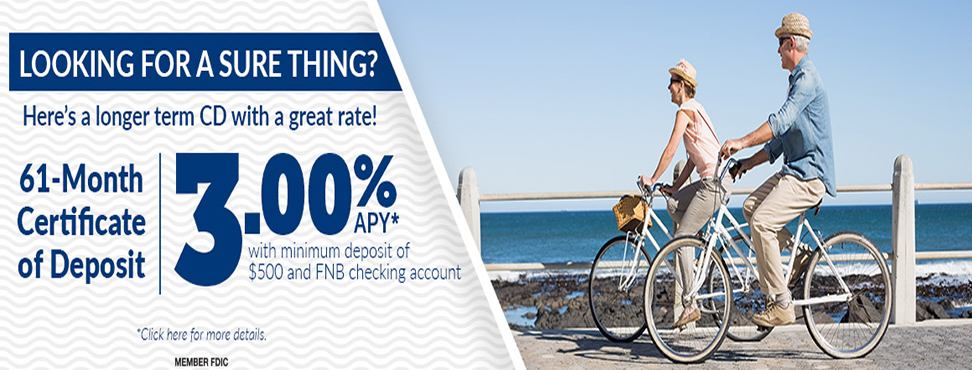 LOOKING FOR A SURE THING?
Here's a longer term CD with a great rate!
61-Month
Certificate
of Deposit
3.00%
APY*
with minimum deposit of
$500 and FNB checking account
*Click here for more details.
MEMBER FDIC